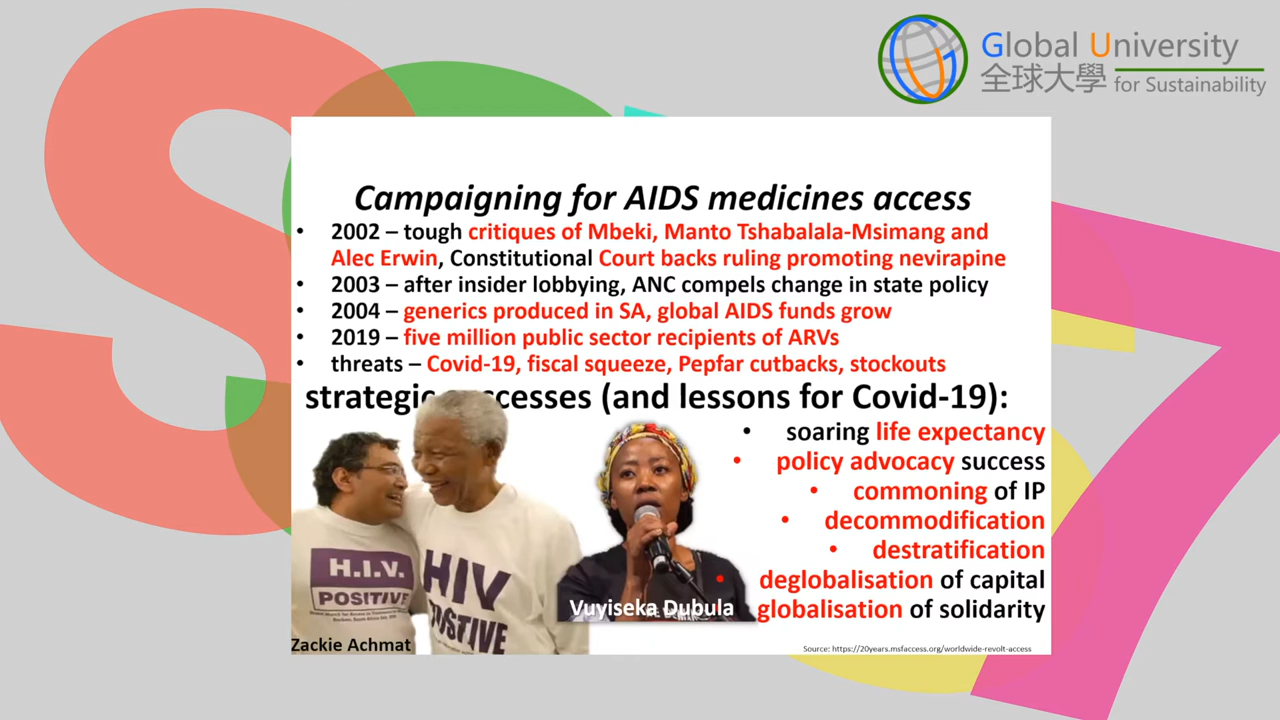 Global University
全球大學 for Sustainability
Campaigning for AIDS medicines access
• 2002 – tough critiques of Mbeki, Manto Tshabalala-Msimang and
Alec Erwin, Constitutional Court backs ruling promoting nevirapine
• 2003 – after insider lobbying, ANC compels change in state policy
• 2004 – generics produced in SA, global AIDS funds grow
• 2019 – five million public sector recipients of ARVs
• threats – Covid-19, fiscal squeeze, Pepfar cutbacks, stockouts
(and lessons for Covid-19):
• soaring life expectancy
• policy advocacy success
• commoning of IP
• decommodification
• destratification
• deglobalisation of capital
globalisation of solidarity
H.I.V.
POSITIVE
HIV
POSITIVE
Vuyiseka Dubula
Zackie Achmat
Source: https://20years.msfaccess.org/worldwide-revolt-access